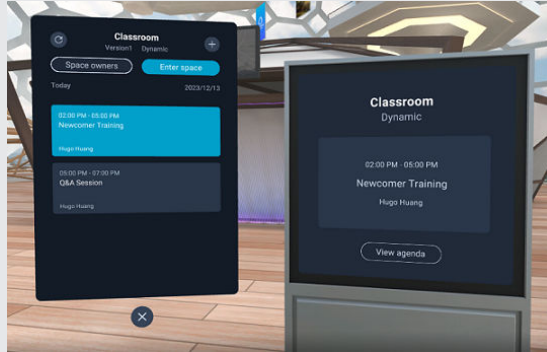 Classroom
Version1 Dynamic
Space owners
Enter space
Today
2023/12/13
02:00 PM - 05:00 PM
Newcomer Training
Hugo Huang
05:00 PM - 07:00 PM
Q&A Session
Hugo Huang
Classroom
Dynamic
02:00 PM - 05:00 PM
Newcomer Training
Hugo Huang
View agenda